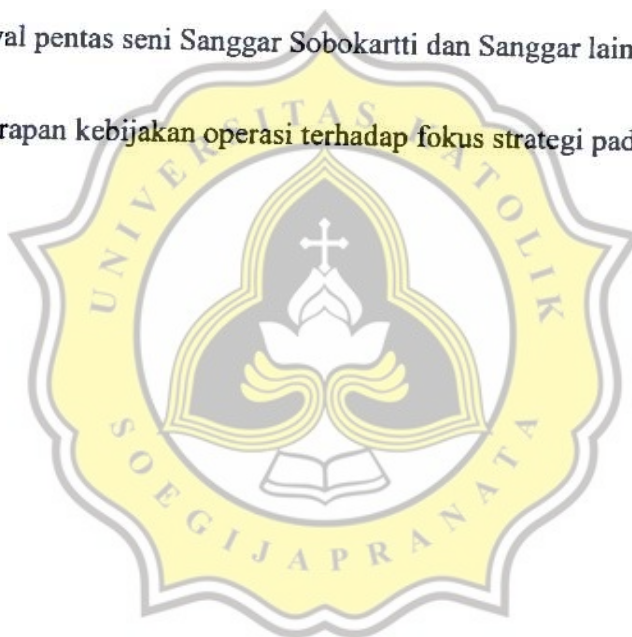 val pentas seni Sanggar Sobokartti dan Sanggar lain
rapan kebijakan operasi terhadap fokus strategi pad
UNIVERSITAS KATOLIK
SOEGIJAPRANATA